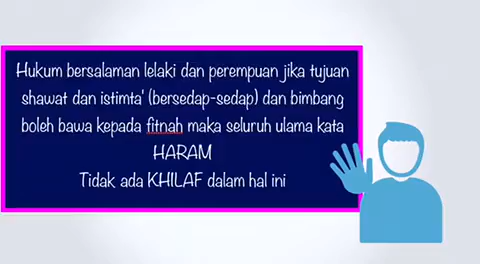 Hukum bersalaman lelaki dan perempuan jika tujuan
shawat dan istimta' (bersedap-sedap) dan bimbang
boleh bawa kepada fitnah maka seluruh ulama kata
HARAM
Tidak ada KHILAF dalam hal ini